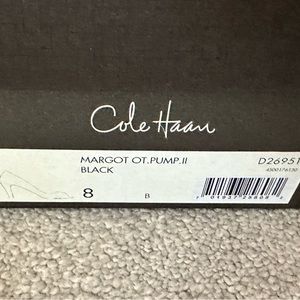 Cole Haan
MARGOT OT.PUMP.II
BLACK
8 B
D26951